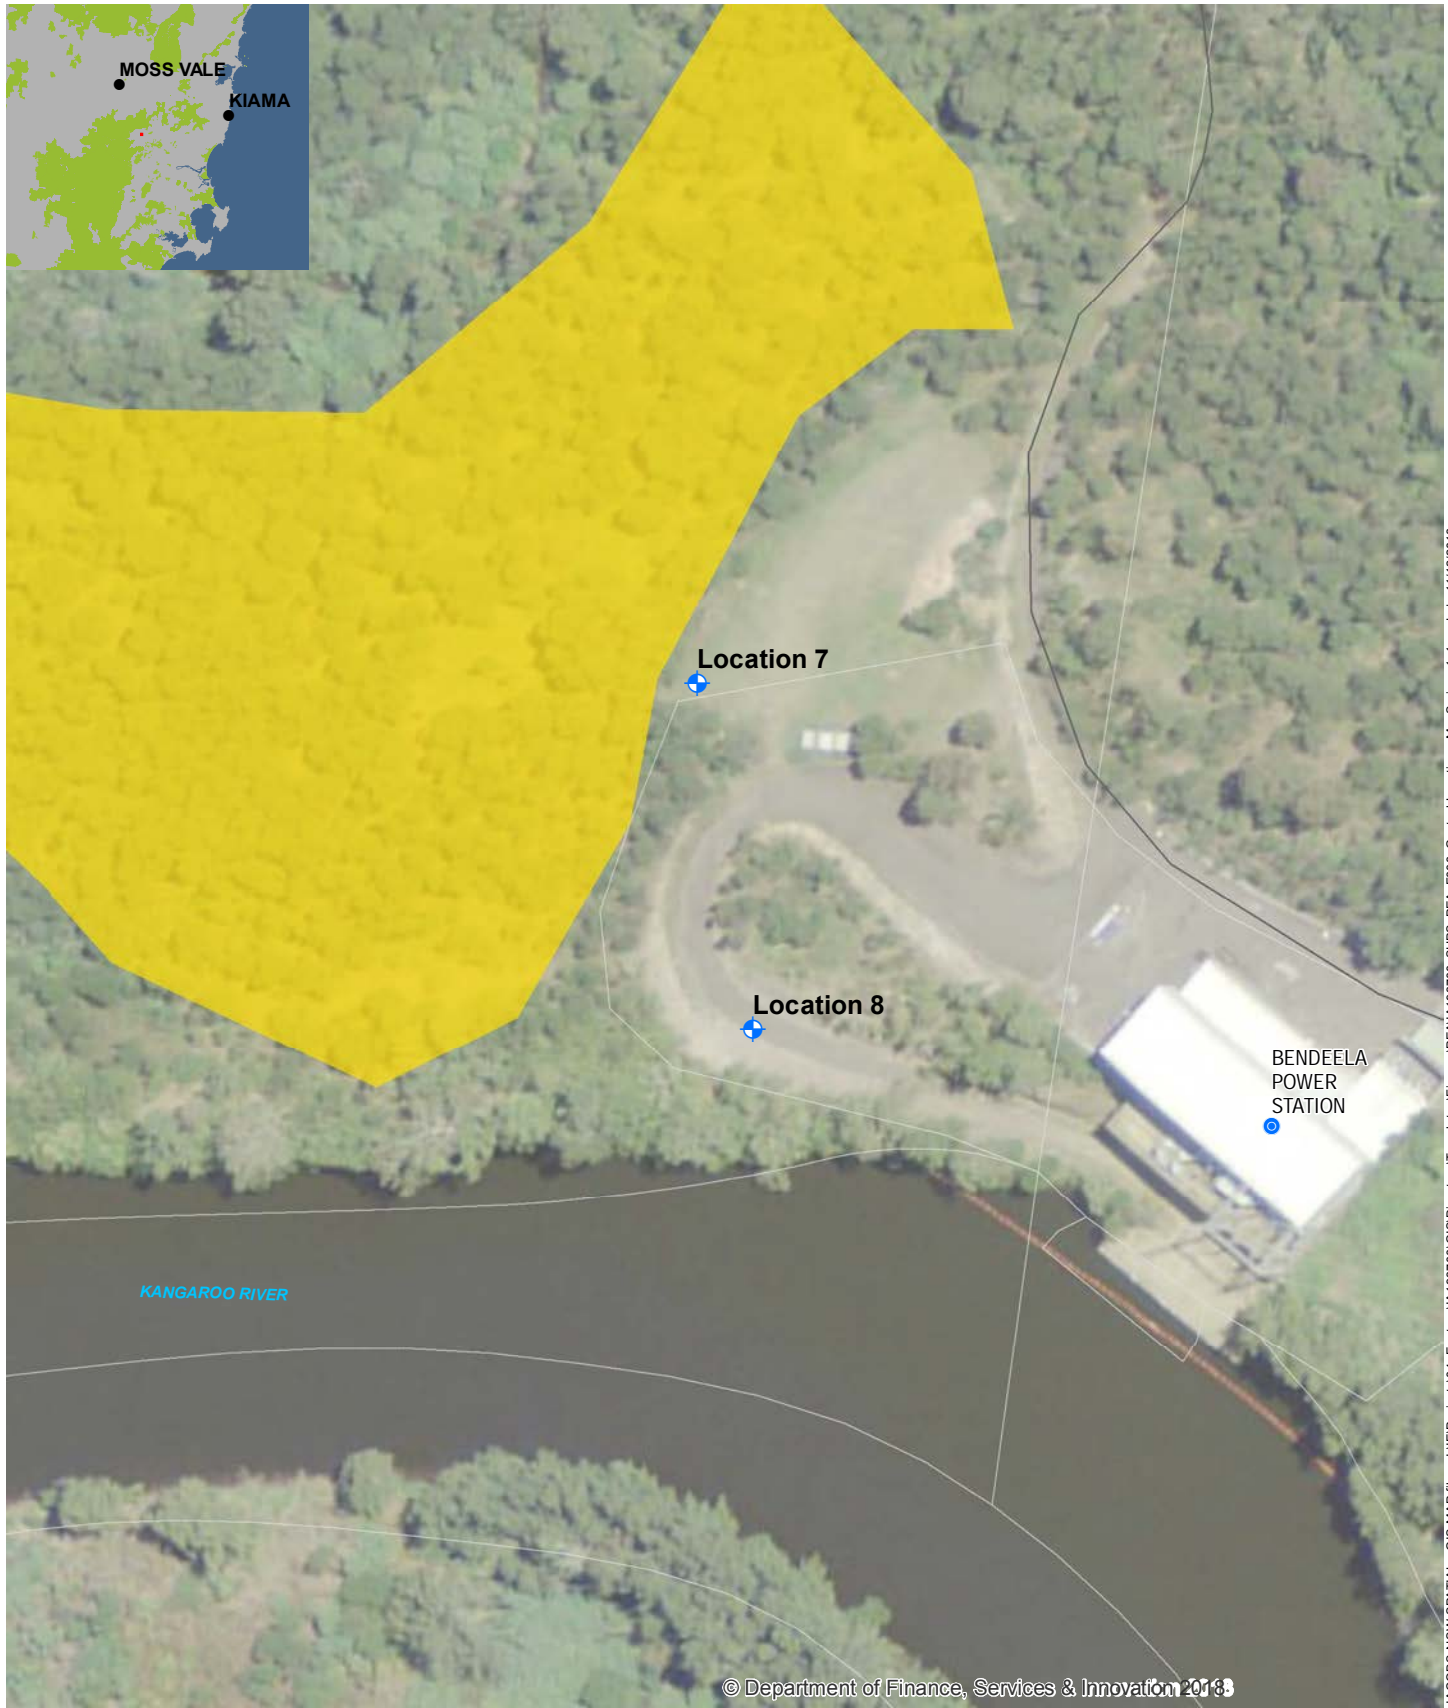 MOSS VALE
KIAMA
Location 7
Location 8
BENDEELA
POWER
STATION
KANGAROO RIVER
© Department of Finance, Services & Innovation 2018